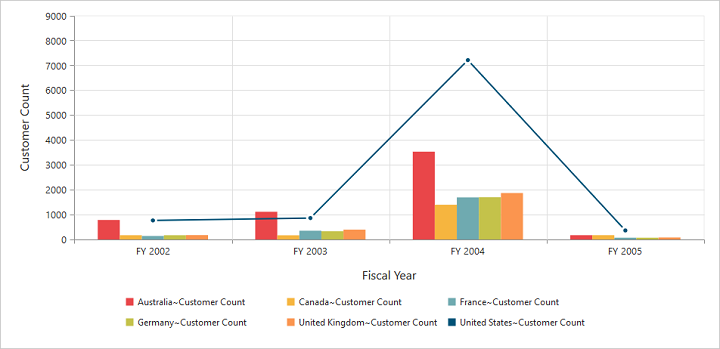 9000
8000
7000
6000
5000
4000
3000
2000
1000
0
Customer Count
FY 2002 FY 2003 FY 2004 FY 2005
Fiscal Year
Australia~Customer Count Canada~Customer Count France~Customer Count
Germany~Customer Count United Kingdom~Customer Count United States~Customer Count